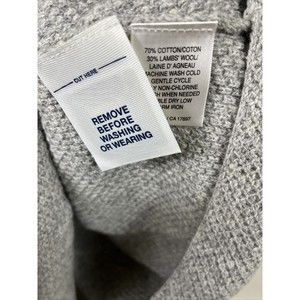 CUT HERE
REMOVE
BEFORE
WASHING
OR WEARING
70% COTTON/COTON
30% LAMBS' WOOL/
LAINE D'AGNEAU
MACHINE WASH COLD
GENTLE CYCLE
NON-CHLORINE
WHEN NEEDED
DRY LOW
IRON
CA 17897